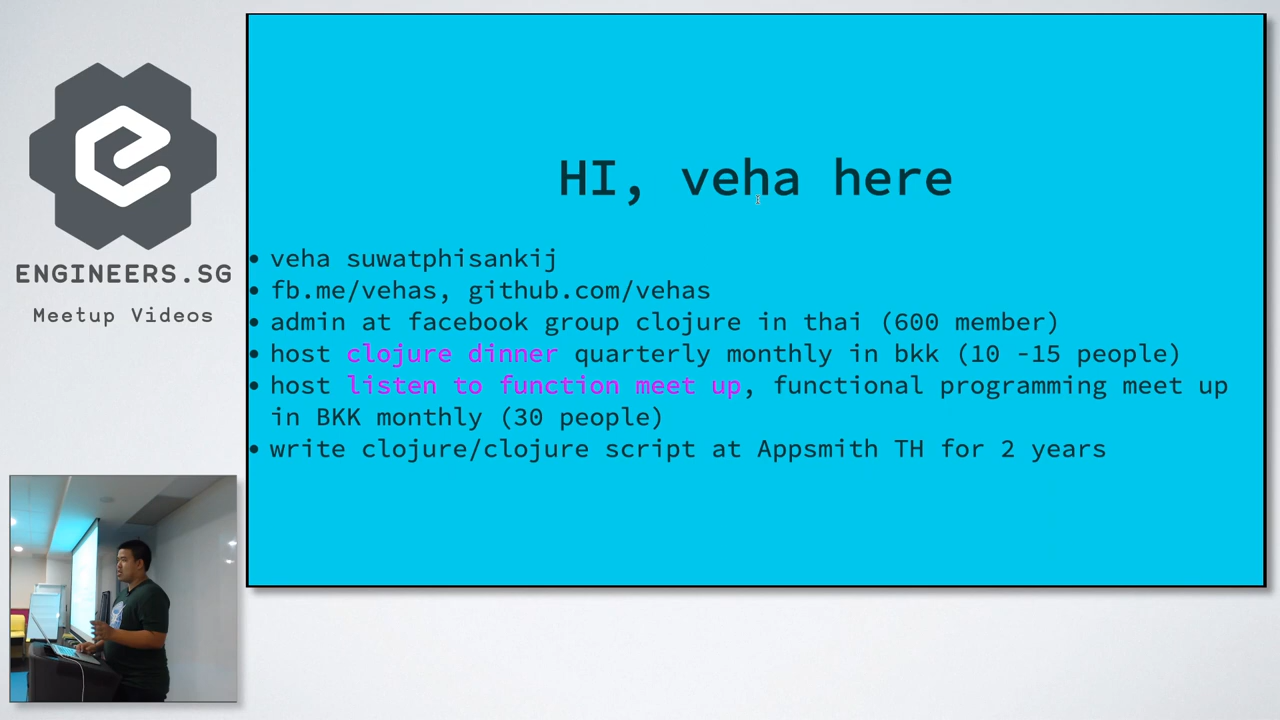 HI, veha here
veha suwatphisankij
fb.me/vehas, github.com/vehas
admin at facebook group clojure in thai (600 member)
host clojure dinner quarterly monthly in bkk (10 -15 people)
host listen to function meet up, functional programming meet up
in BKK monthly (30 people)
write clojure/clojure script at Appsmith TH for 2 years
ENGINEERS.SG
Meetup Videos